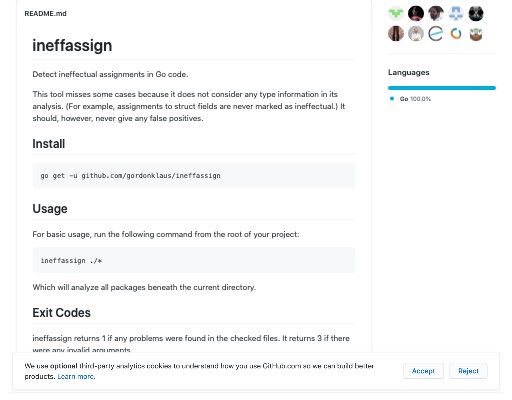 README.md
ineffassign
Detect ineffectual assignments in Go code.
This tool misses some cases because it does not consider any type information in its
analysis. (For example, assignments to struct fields are never marked as ineffectual.) It
should, however, never give any false positives.
Install
go get -u github.com/gordonklaus/ineffassign
Usage
For basic usage, run the following command from the root of your project:
ineffassign ./*
Which will analyze all packages beneath the current directory.
Exit Codes
ineffassign returns 1 if any problems were found in the checked files. It returns 3 if there
were any invalid arguments.
Languages
Go 100.0%
We use optional third-party analytics cookies to understand how you use GitHub.com so we can build better
products. Learn more.
Accept
Reject